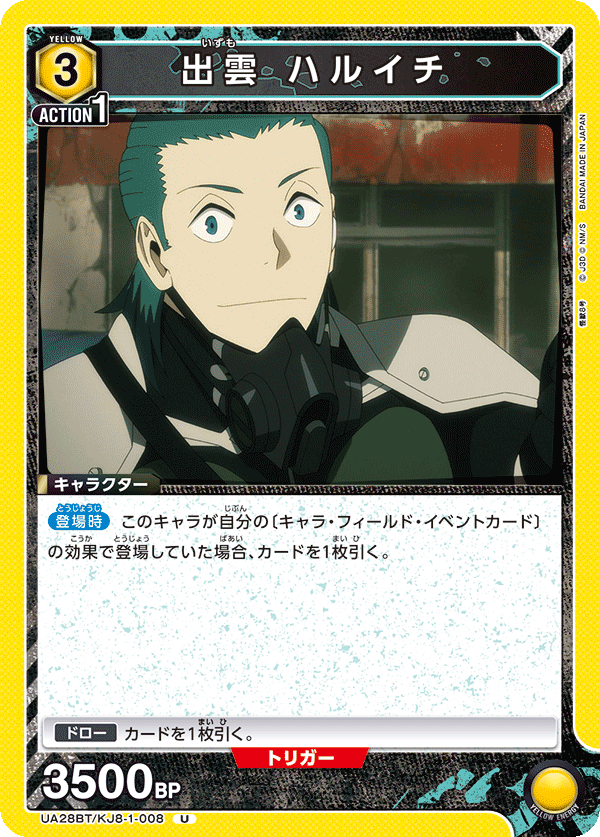 YELLOW
3
ACTION 1
いずも
出雲 ハルイチ
怪獣8号 © J3D © NM/S BANDAI MADE IN JAPAN
キャラクター
とうじょうじ じぶん
登場時 このキャラが自分の〔キャラ・フィールド・イベントカード〕
こうか とうじょう ばあい まい ひ
の効果で登場していた場合、カードを1枚引く。
まい ひ
ドロー カードを1枚引く。
トリガー
3500BP
YELLOW ENERGY
UA28BT/KJ8-1-008 U